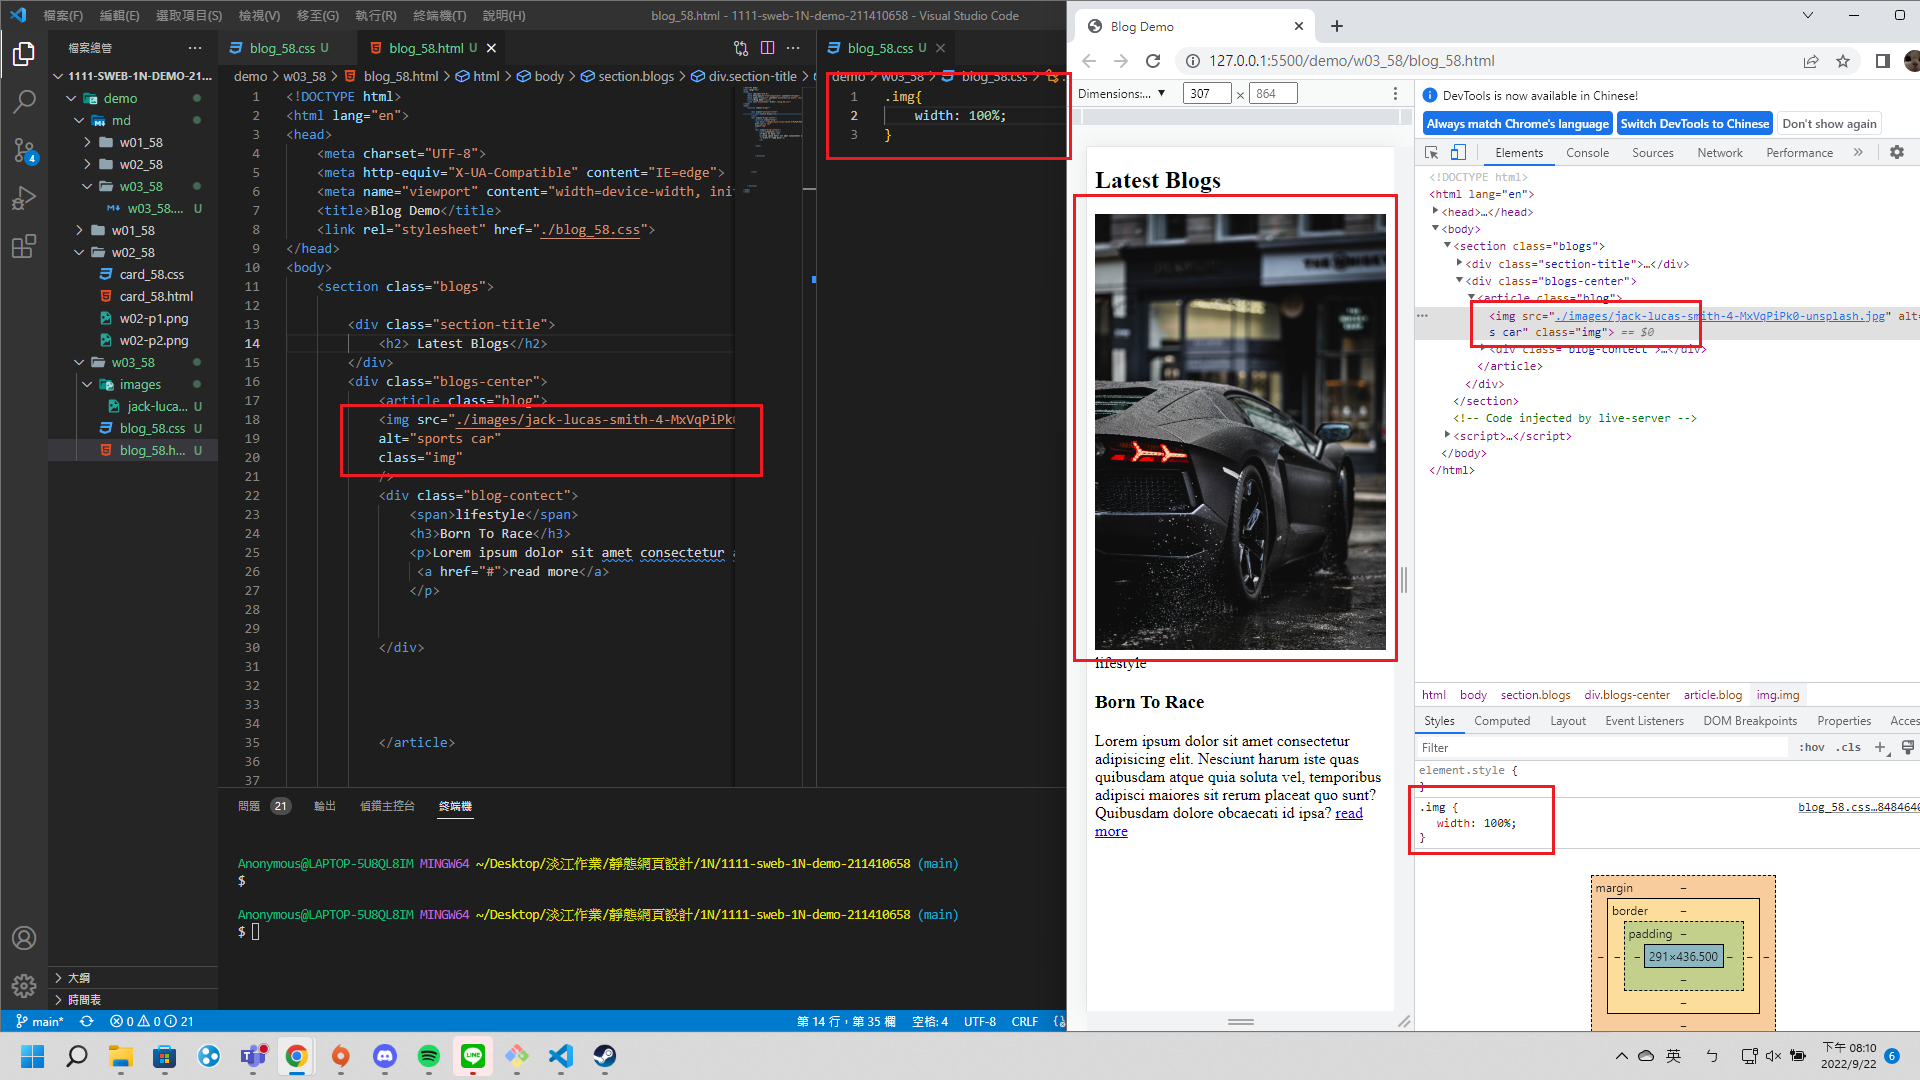 檔案(F) 編輯(E) 選取項目(S) 檢視(V) 移至(G) 執行(R) 終端機(T) 說明(H) blog_58.html - 1111-sweb-1N-demo-211410658 - Visual Studio Code
檔案總管 ···
1111-SWEB-1N-DEMO-21...
demo
md
w01_58
w02_58
w03_58
w03_58.... U
w01_58
w02_58
card_58.css
card_58.html
w02-p1.png
w02-p2.png
w03_58
images
jack-luca... U
blog_58.css U
blog_58.h... U
大綱
時間表
4
blog_58.css U
blog_58.html U
demo > w03_58 > blog_58.html > html > body > section.blogs > div.section-title >
1 <!DOCTYPE html>
2 <html lang="en">
3 <head>
4 <meta charset="UTF-8">
5 <meta http-equiv="X-UA-Compatible" content="IE=edge">
6 <meta name="viewport" content="width=device-width, ini
7 <title>Blog Demo</title>
8 <link rel="stylesheet" href="./blog_58.css">
9 </head>
10 <body>
11 <section class="blogs">
12
13 <div class="section-title">
14 <h2> Latest Blogs</h2>
15 </div>
16 <div class="blogs-center">
17 <article class="blog">
18 <img src="./images/jack-lucas-smith-4-MxVqPiPk
19 alt="sports car"
20 class="img"
21 />
22 <div class="blog-contect">
23 <span>lifestyle</span>
24 <h3>Born To Race</h3>
25 <p>Lorem ipsum dolor sit amet consectetur a
26 <a href="#">read more</a>
27 </p>
28
29
30 </div>
31
32
33
34
35 </article>
36
37
blog_58.css U
demo > w03_58 > blog_58.css >
1 .img{
2 width: 100%;
3 }
問題 21 輸出 偵錯主控台 終端機
Anonymous@LAPTOP-5U8QL8IM MINGW64 ~/Desktop/淡江作業/靜態網頁設計/1N/1111-sweb-1N-demo-211410658 (main)
$
Anonymous@LAPTOP-5U8QL8IM MINGW64 ~/Desktop/淡江作業/靜態網頁設計/1N/1111-sweb-1N-demo-211410658 (main)
$
main* 0 0 21 第 14 行，第 35 欄 空格: 4 UTF-8 CRLF
Blog Demo
127.0.0.1:5500/demo/w03_58/blog_58.html
Dimensions:... 307 × 864
Latest Blogs
lifestyle
Born To Race
Lorem ipsum dolor sit amet consectetur
adipisicing elit. Nesciunt harum iste quas
quibusdam atque quia soluta vel, temporibus
adipisci maiores sit rerum placeat quo sunt?
Quibusdam dolore obcaecati id ipsa? read
more
DevTools is now available in Chinese!
Always match Chrome's language Switch DevTools to Chinese Don't show again
Elements Console Sources Network Performance »
<!DOCTYPE html>
<html lang="en">
<head>…</head>
<body>
<section class="blogs">
<div class="section-title">…</div>
<div class="blogs-center">
<article class="blog">
<img src="./images/jack-lucas-smith-4-MxVqPiPk0-unsplash.jpg" alt=
s car" class="img"> == $0
<div class="blog-contect">…</div>
</article>
</div>
</section>
<!-- Code injected by live-server -->
<script>…</script>
</body>
</html>
html body section.blogs div.blogs-center article.blog img.img
Styles Computed Layout Event Listeners DOM Breakpoints Properties Acces
Filter :hov .cls +
element.style {
}
.img { blog_58.css…848464
width: 100%;
}
margin –
border –
padding –
– – – 291×436.500 – – –
–
–
–
英 下午 08:10
2022/9/22 6